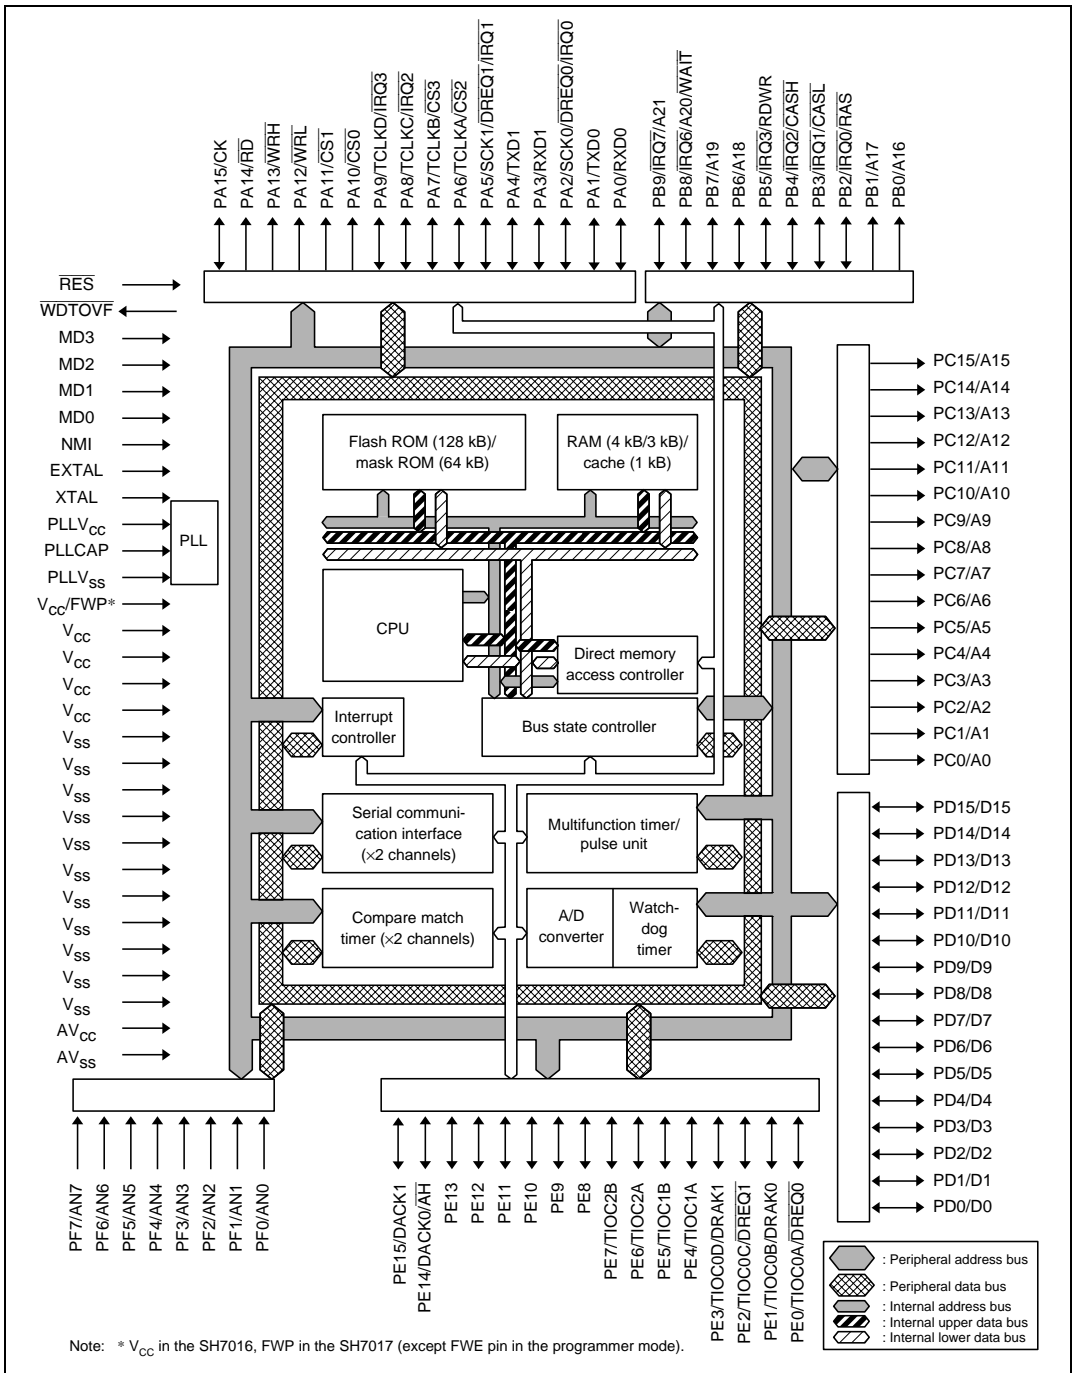 PA15/CK
PA14/RD
PA13/WRH
PA12/WRL
PA11/CS1
PA10/CS0
PA9/TCLKD/IRQ3
PA8/TCLKC/IRQ2
PA7/TCLKB/CS3
PA6/TCLKA/CS2
PA5/SCK1/DREQ1/IRQ1
PA4/TXD1
PA3/RXD1
PA2/SCK0/DREQ0/IRQ0
PA1/TXD0
PA0/RXD0
PB9/IRQ7/A21
PB8/IRQ6/A20/WAIT
PB7/A19
PB6/A18
PB5/IRQ3/RDWR
PB4/IRQ2/CASH
PB3/IRQ1/CASL
PB2/IRQ0/RAS
PB1/A17
PB0/A16
RES
WDTOVF
MD3
MD2
MD1
MD0
NMI
EXTAL
XTAL
PLLVCC
PLLCAP
PLLVSS
PLL
VCC/FWP*
VCC
VCC
VCC
VCC
VSS
VSS
VSS
Vss
Vss
VSS
VSS
VSS
VSS
VSS
VSS
AVCC
AVSS
Flash ROM (128 kB)/
mask ROM (64 kB)
RAM (4 kB/3 kB)/
cache (1 kB)
CPU
Direct memory
access controller
Interrupt
controller
Bus state controller
Serial communi-
cation interface
(×2 channels)
Multifunction timer/
pulse unit
Compare match
timer (×2 channels)
A/D
converter
Watch-
dog
timer
PC15/A15
PC14/A14
PC13/A13
PC12/A12
PC11/A11
PC10/A10
PC9/A9
PC8/A8
PC7/A7
PC6/A6
PC5/A5
PC4/A4
PC3/A3
PC2/A2
PC1/A1
PC0/A0
PD15/D15
PD14/D14
PD13/D13
PD12/D12
PD11/D11
PD10/D10
PD9/D9
PD8/D8
PD7/D7
PD6/D6
PD5/D5
PD4/D4
PD3/D3
PD2/D2
PD1/D1
PD0/D0
PF7/AN7
PF6/AN6
PF5/AN5
PF4/AN4
PF3/AN3
PF2/AN2
PF1/AN1
PF0/AN0
PE15/DACK1
PE14/DACK0/AH
PE13
PE12
PE11
PE10
PE9
PE8
PE7/TIOC2B
PE6/TIOC2A
PE5/TIOC1B
PE4/TIOC1A
PE3/TIOC0D/DRAK1
PE2/TIOC0C/DREQ1
PE1/TIOC0B/DRAK0
PE0/TIOC0A/DREQ0
: Peripheral address bus
: Peripheral data bus
: Internal address bus
: Internal upper data bus
: Internal lower data bus
Note: * VCC in the SH7016, FWP in the SH7017 (except FWE pin in the programmer mode).